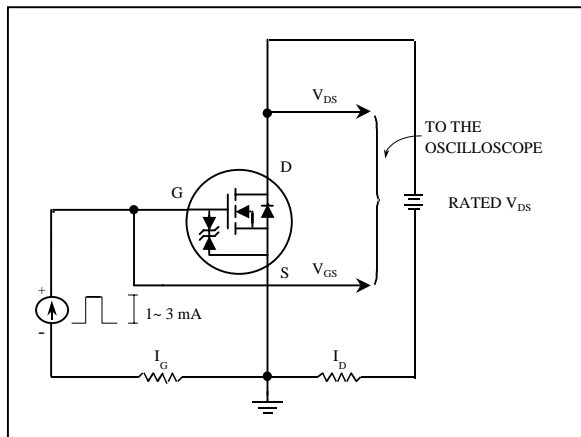 V_DS
TO THE
OSCILLOSCOPE
D
G
RATED V_DS
S
V_GS
+
1~ 3 mA
-
I_G
I_D